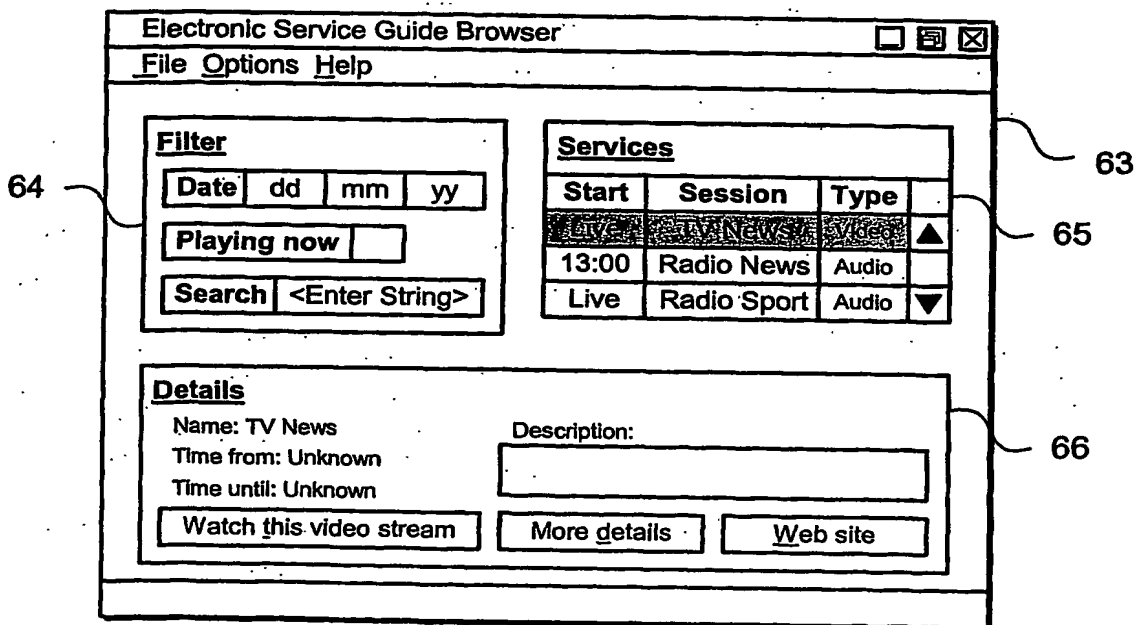 Electronic Service Guide Browser
File Options Help
Filter
Date dd mm yy
Playing now
Search <Enter String>
Services
Start Session Type
Live TV News Video
13:00 Radio News Audio
Live Radio Sport Audio
Details
Name: TV News
Time from: Unknown
Time until: Unknown
Description:
Watch this video stream
More details
Web site
63
64
65
66